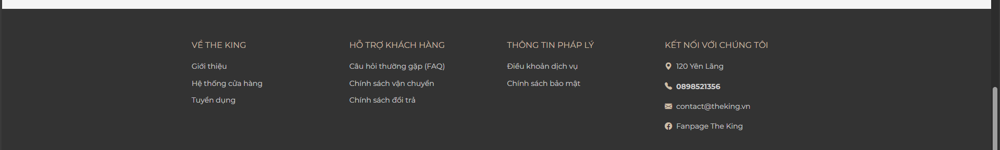 VỀ THE KING
Giới thiệu
Hệ thống cửa hàng
Tuyển dụng
HỖ TRỢ KHÁCH HÀNG
Câu hỏi thường gặp (FAQ)
Chính sách vận chuyển
Chính sách đổi trả
THÔNG TIN PHÁP LÝ
Điều khoản dịch vụ
Chính sách bảo mật
KẾT NỐI VỚI CHÚNG TÔI
120 Yên Lãng
0898521356
contact@theking.vn
Fanpage The King